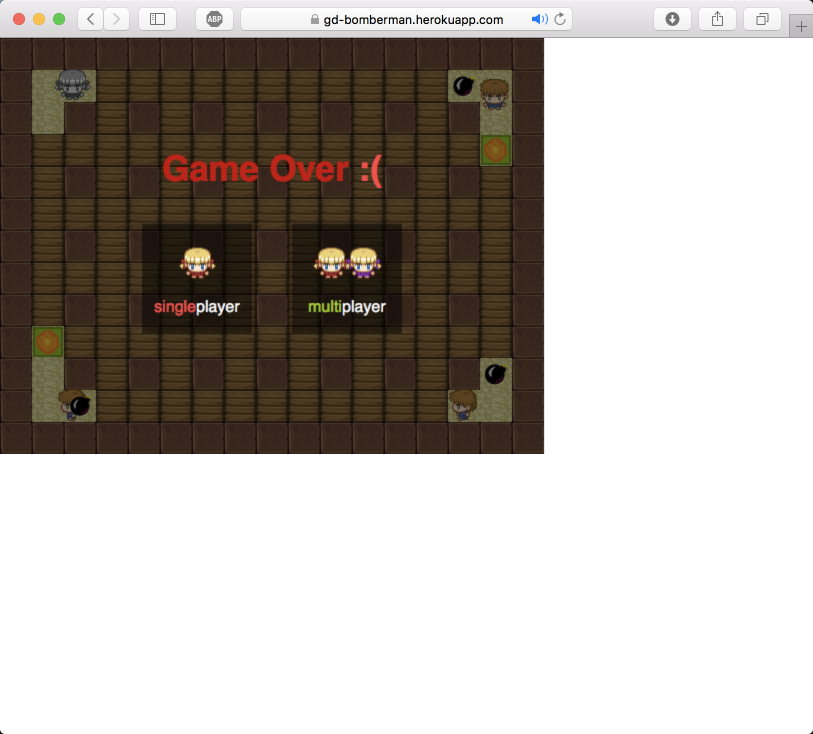 ABP
gd-bomberman.herokuapp.com
Game Over :(
singleplayer
multiplayer